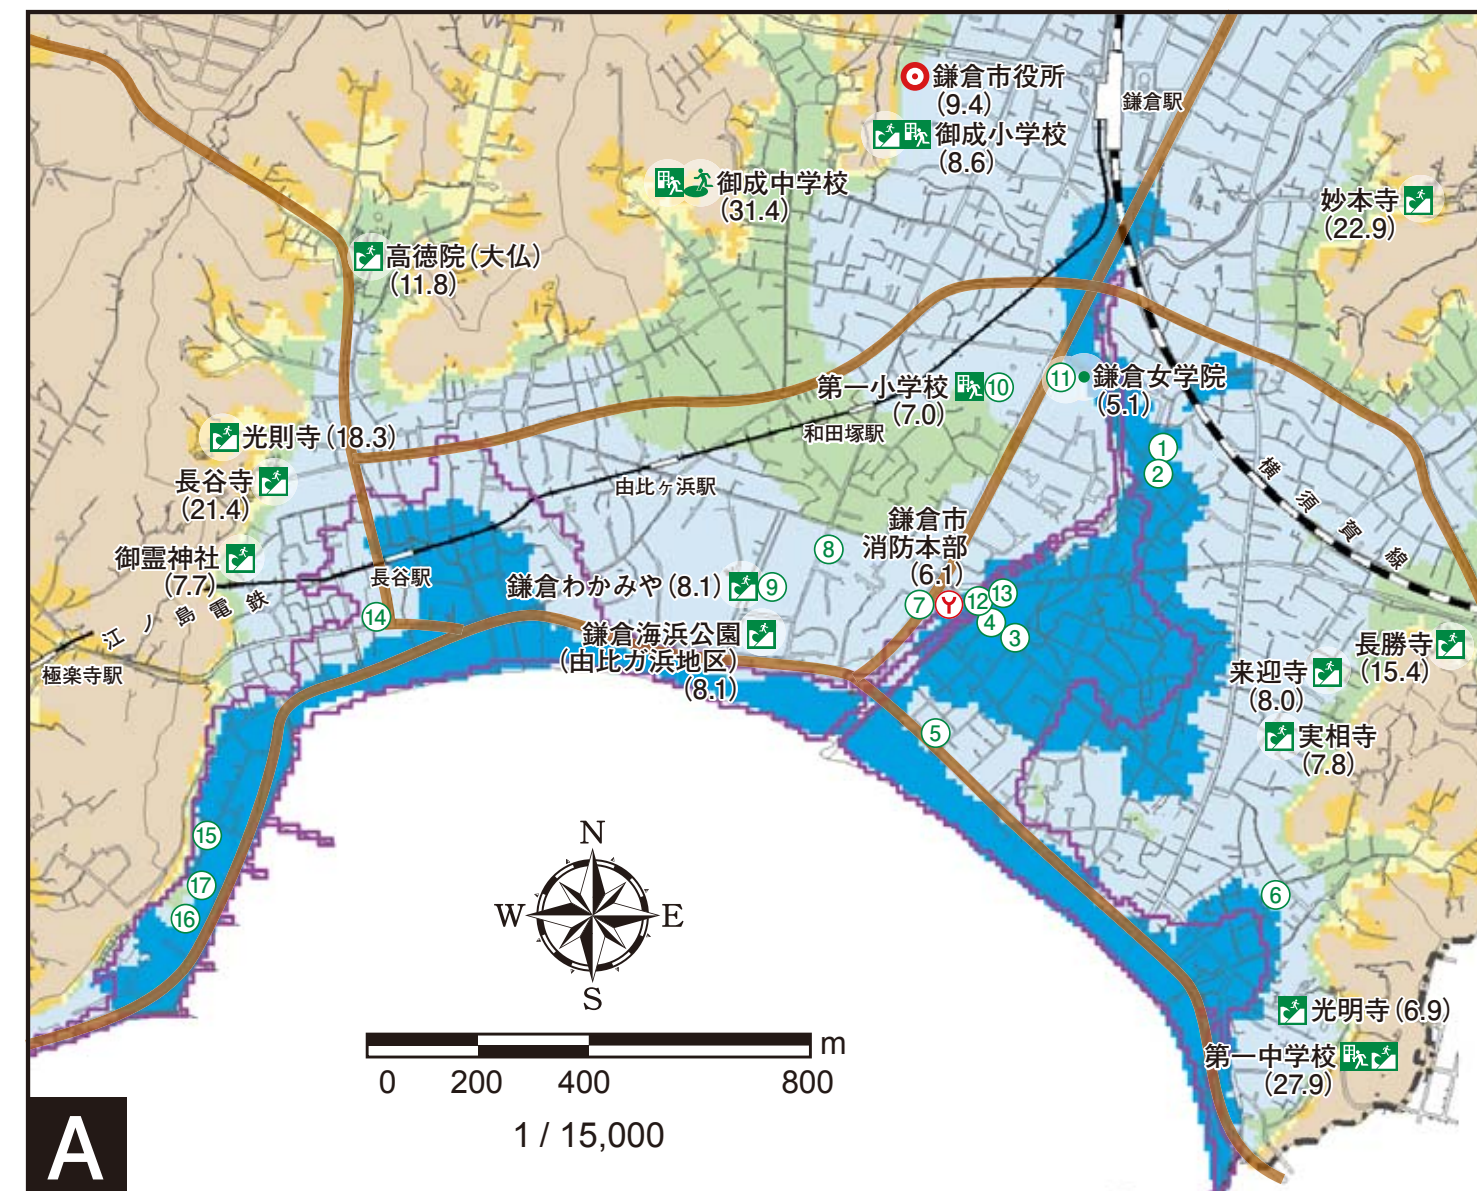 鎌倉市役所
(9.4)
鎌倉駅
御成小学校
(8.6)
御成中学校
(31.4)
妙本寺
(22.9)
高徳院(大仏)
(11.8)
第一小学校 ⑩
(7.0)
⑪ 鎌倉女学院
(5.1)
和田塚駅
光則寺(18.3)
①
②
長谷寺
(21.4)
由比ヶ浜駅
横須賀線
鎌倉市
消防本部
(6.1)
⑧
御霊神社
(7.7)
長谷駅
鎌倉わかみや(8.1) ⑨
江ノ島電鉄
⑦
⑫
⑬
④
③
⑭
鎌倉海浜公園
(由比ガ浜地区)
(8.1)
極楽寺駅
長勝寺
(15.4)
来迎寺
(8.0)
実相寺
(7.8)
⑤
⑮
⑰
⑯
⑥
N
W E
S
光明寺(6.9)
第一中学校
(27.9)
m
0 200 400 800
1 / 15,000
A